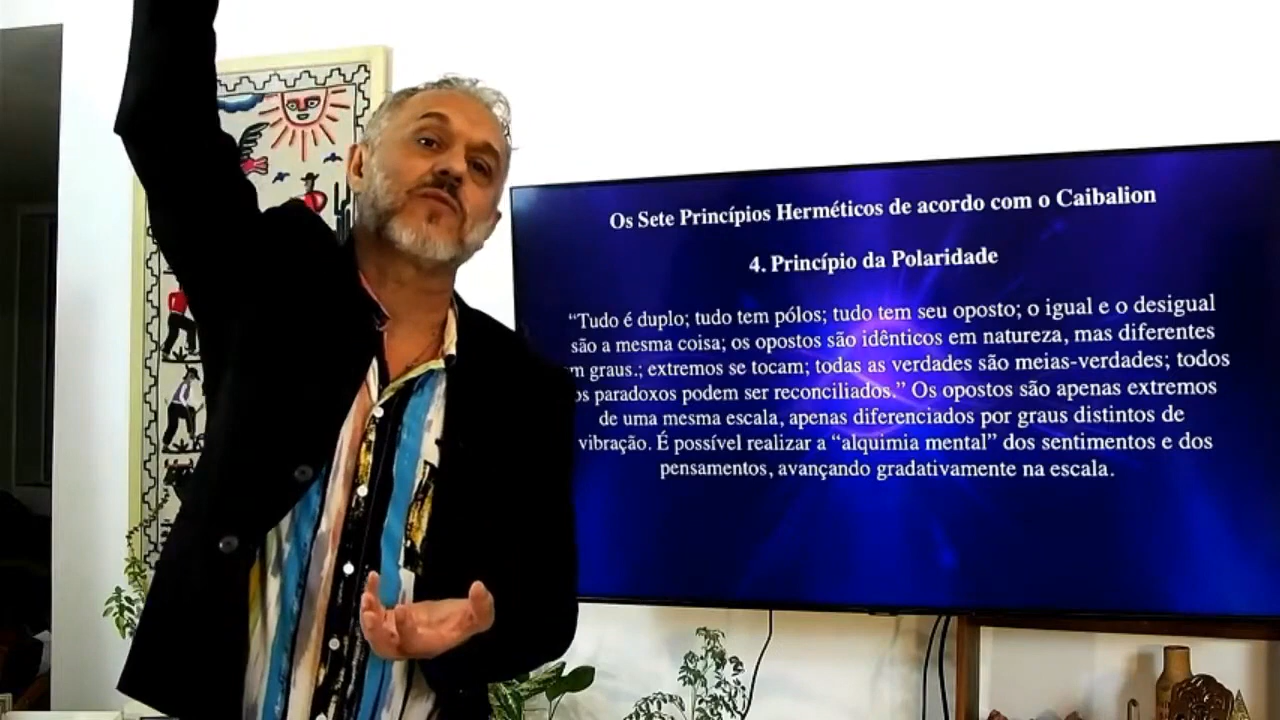 Os Sete Princípios Herméticos de acordo com o Caibalion
4. Princípio da Polaridade
“Tudo é duplo; tudo tem pólos; tudo tem seu oposto; o igual e o desigual
são a mesma coisa; os opostos são idênticos em natureza, mas diferentes
graus.; extremos se tocam; todas as verdades são meias-verdades; todos
paradoxos podem ser reconciliados.” Os opostos são apenas extremos
de uma mesma escala, apenas diferenciados por graus distintos de
vibração. É possível realizar a “alquimia mental” dos sentimentos e dos
pensamentos, avançando gradativamente na escala.